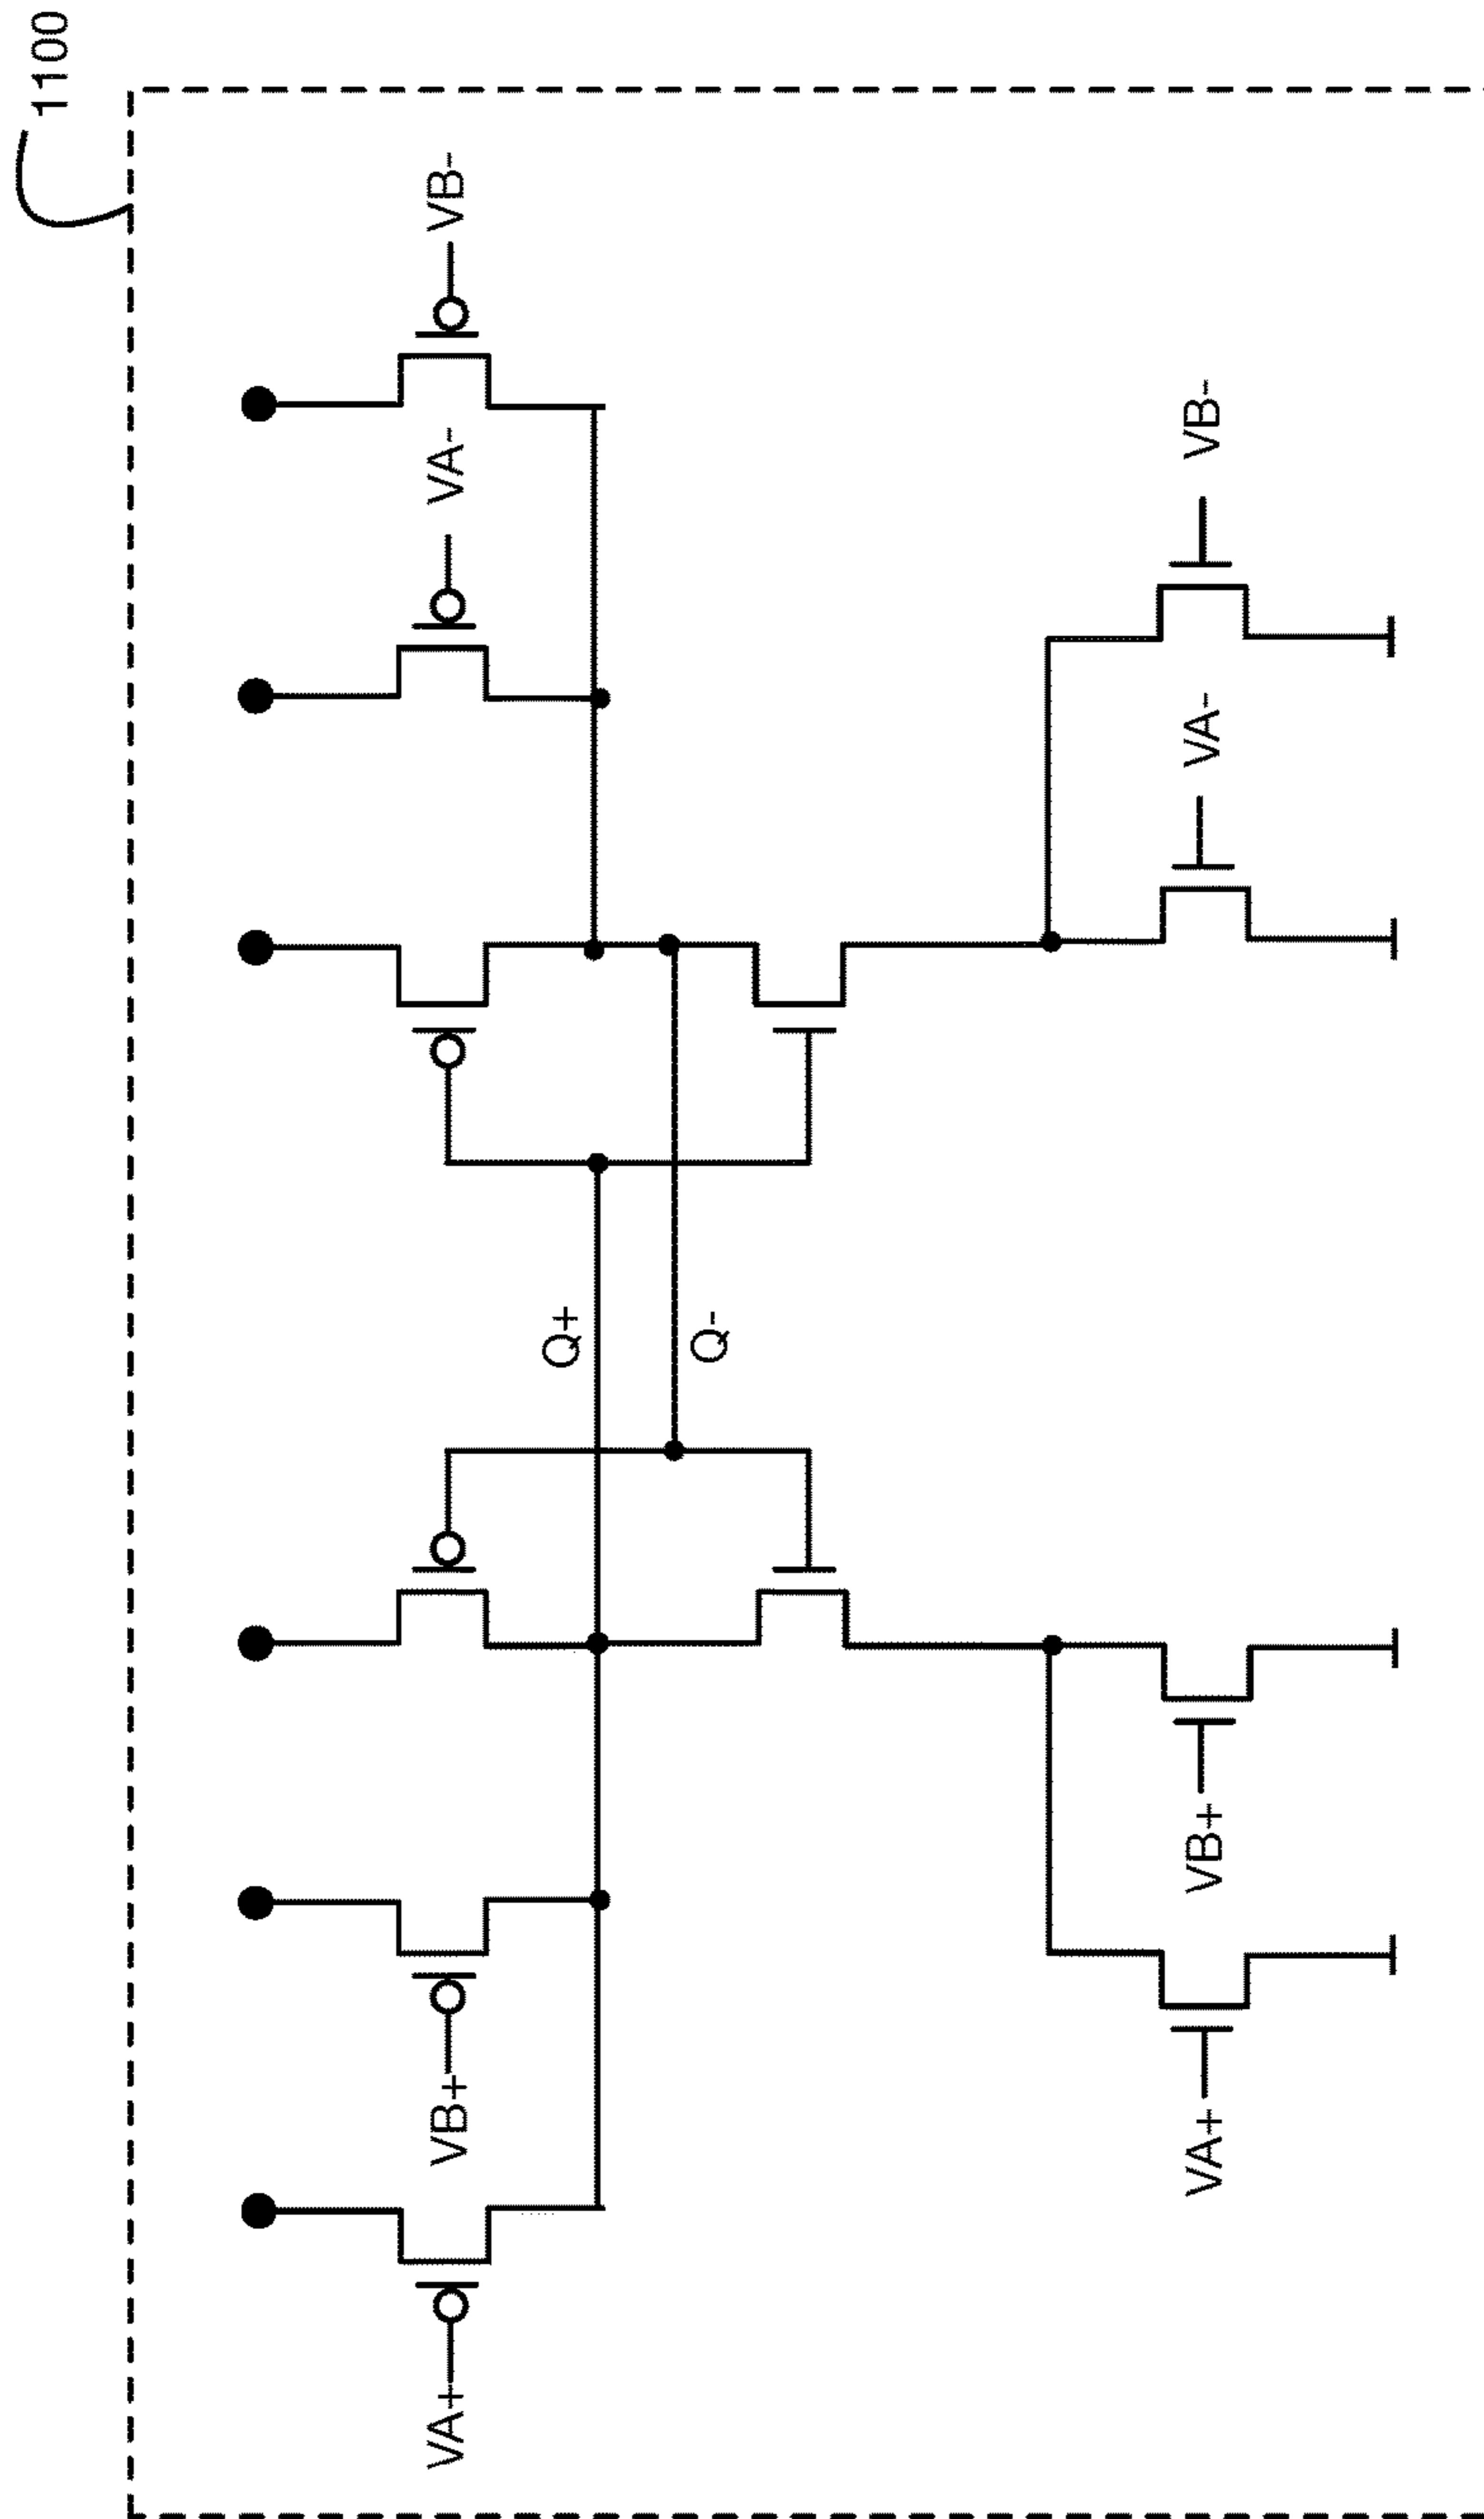 1100
VA+
VB+
VA-
VB-
Q+
Q-
VA+
VB+
VA-
VB-